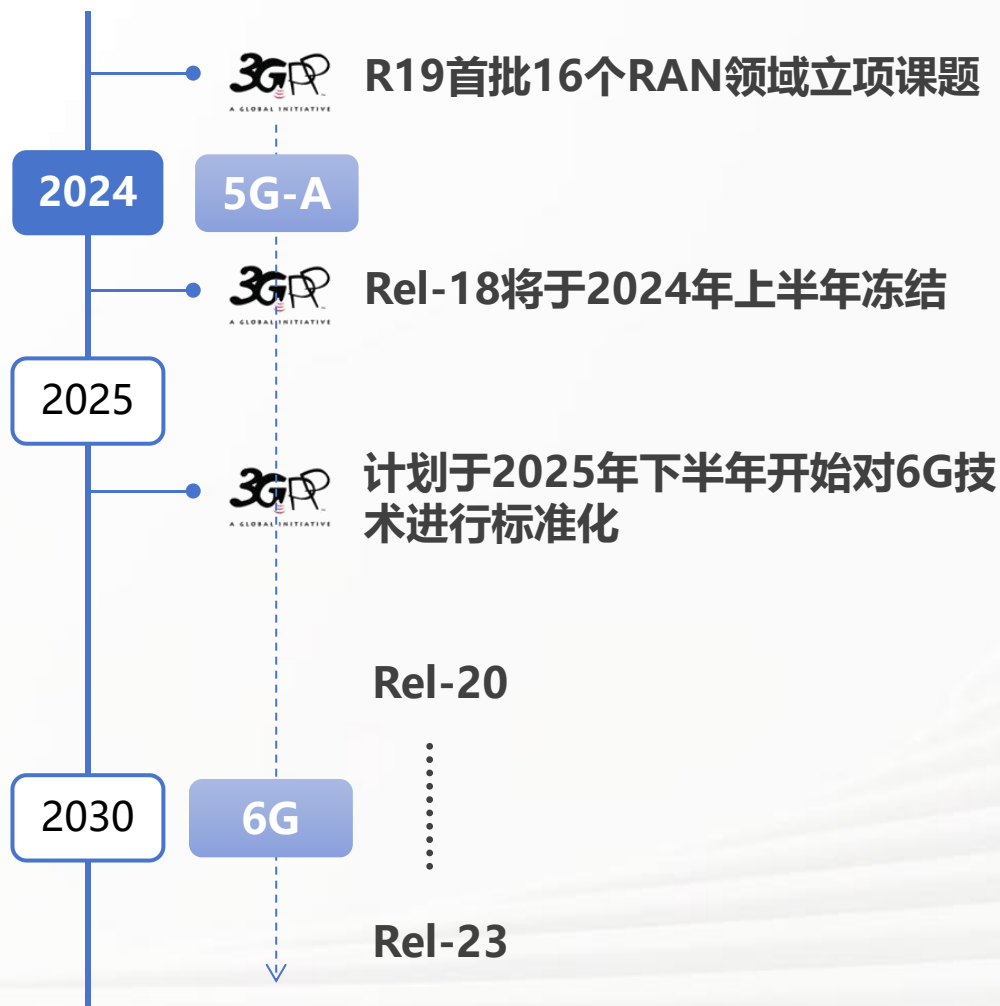 3GPP
A GLOBAL INITIATIVE
R19首批16个RAN领域立项课题
2024
5G-A
3GPP
A GLOBAL INITIATIVE
Rel-18将于2024年上半年冻结
2025
3GPP
A GLOBAL INITIATIVE
计划于2025年下半年开始对6G技
术进行标准化
Rel-20
2030
6G
Rel-23